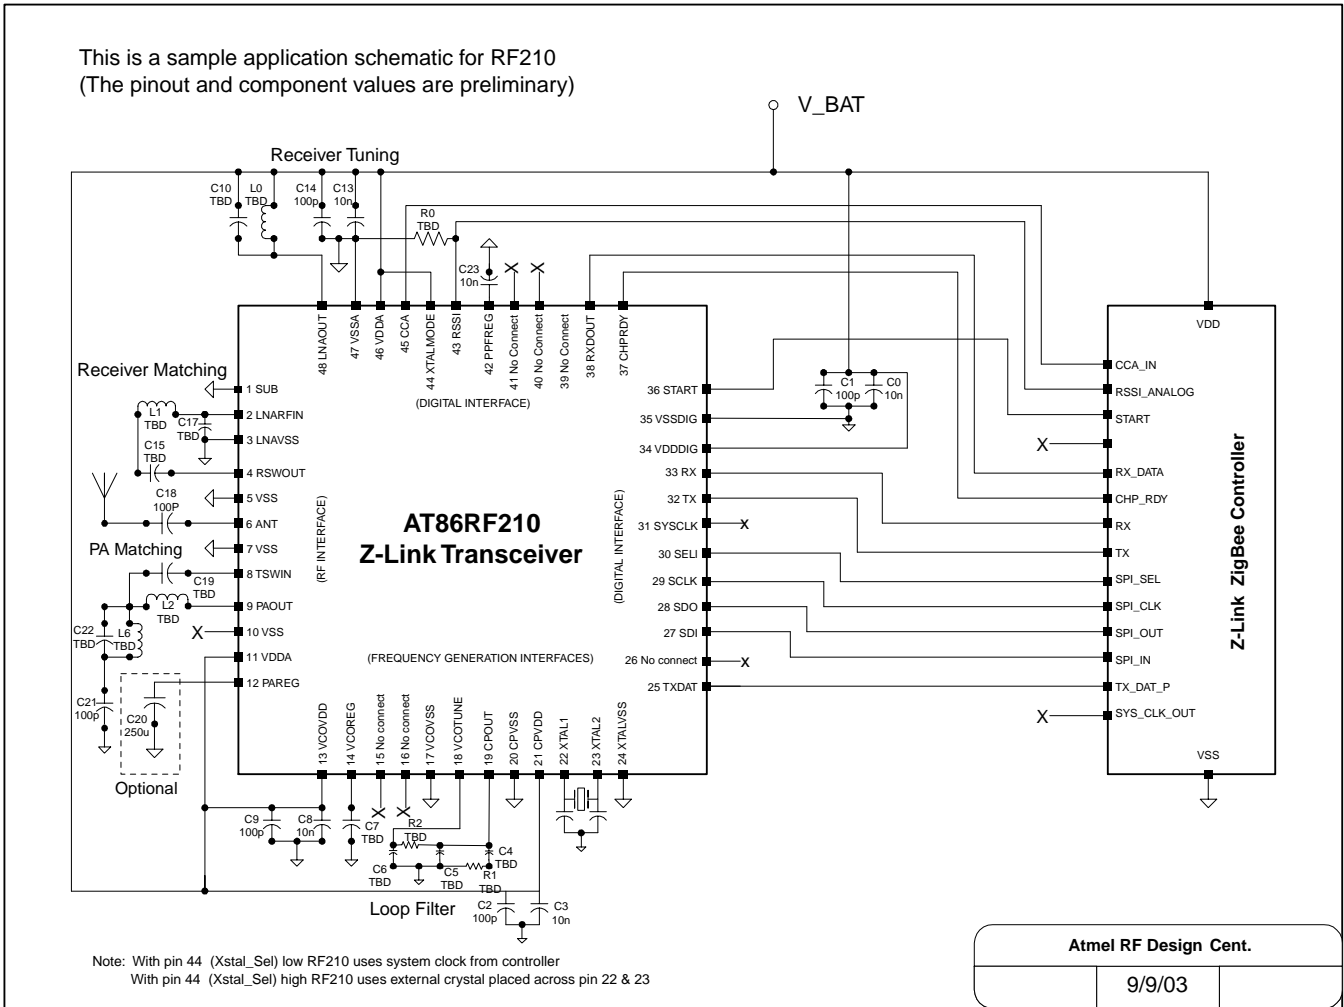 This is a sample application schematic for RF210
(The pinout and component values are preliminary)
V_BAT
Receiver Tuning
C10
TBD
L0
TBD
C14
100p
C13
10n
R0
TBD
C23
10n
X
X
48 LNAOUT
47 VSSA
46 VDDA
45 CCA
44 XTALMODE
43 RSSI
42 PPFREG
41 No Connect
40 No Connect
39 No Connect
38 RXDOUT
37 CHPRDY
(DIGITAL INTERFACE)
Receiver Matching
L1
TBD
C17
TBD
C15
TBD
C18
100P
PA Matching
C19
TBD
L2
TBD
C22
TBD
L6
TBD
X
C21
100p
C20
250u
Optional
1 SUB
2 LNARFIN
3 LNAVSS
4 RSWOUT
5 VSS
6 ANT
7 VSS
8 TSWIN
9 PAOUT
10 VSS
11 VDDA
12 PAREG
(RF INTERFACE)
AT86RF210
Z-Link Transceiver
(DIGITAL INTERFACE)
(FREQUENCY GENERATION INTERFACES)
36 START
35 VSSDIG
34 VDDDIG
33 RX
32 TX
31 SYSCLK
30 SELI
29 SCLK
28 SDO
27 SDI
26 No connect
25 TXDAT
x
x
C1
100p
C0
10n
VDD
CCA_IN
RSSI_ANALOG
START
X
RX_DATA
CHP_RDY
RX
TX
SPI_SEL
SPI_CLK
SPI_OUT
SPI_IN
TX_DAT_P
X
SYS_CLK_OUT
VSS
Z-Link ZigBee Controller
13 VCOVDD
14 VCOREG
15 No connect
16 No connect
17 VCOVSS
18 VCOTUNE
19 CPOUT
20 CPVSS
21 CPVDD
22 XTAL1
23 XTAL2
24 XTALVSS
X
X
C9
100p
C8
10n
C7
TBD
R2
TBD
C6
TBD
C5
TBD
C4
TBD
R1
TBD
Loop Filter
C2
100p
C3
10n
Note: With pin 44 (Xstal_Sel) low RF210 uses system clock from controller
With pin 44 (Xstal_Sel) high RF210 uses external crystal placed across pin 22 & 23
Atmel RF Design Cent.
9/9/03